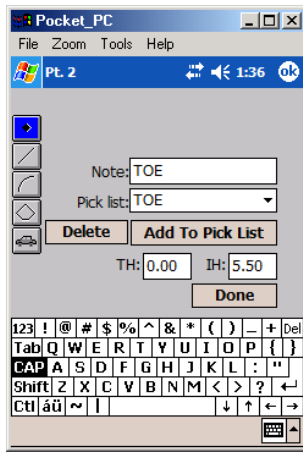 Pocket_PC
File Zoom Tools Help
Pt. 2 1:36 ok
Note: TOE
Pick list: TOE
Delete Add To Pick List
TH: 0.00 IH: 5.50
Done
123 ! @ # $ % ^ & * ( ) _ + Del
Tab Q W E R T Y U I O P { }
CAP A S D F G H J K L : "
Shift Z X C V B N M < > ? ↵
Ctl áü ~ | ↓ ↑ ← →